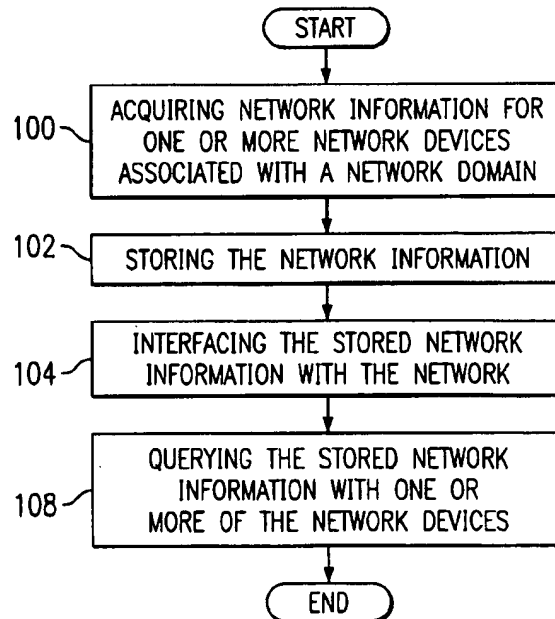 START
100
ACQUIRING NETWORK INFORMATION FOR
ONE OR MORE NETWORK DEVICES
ASSOCIATED WITH A NETWORK DOMAIN
102
STORING THE NETWORK INFORMATION
104
INTERFACING THE STORED NETWORK
INFORMATION WITH THE NETWORK
108
QUERYING THE STORED NETWORK
INFORMATION WITH ONE OR
MORE OF THE NETWORK DEVICES
END